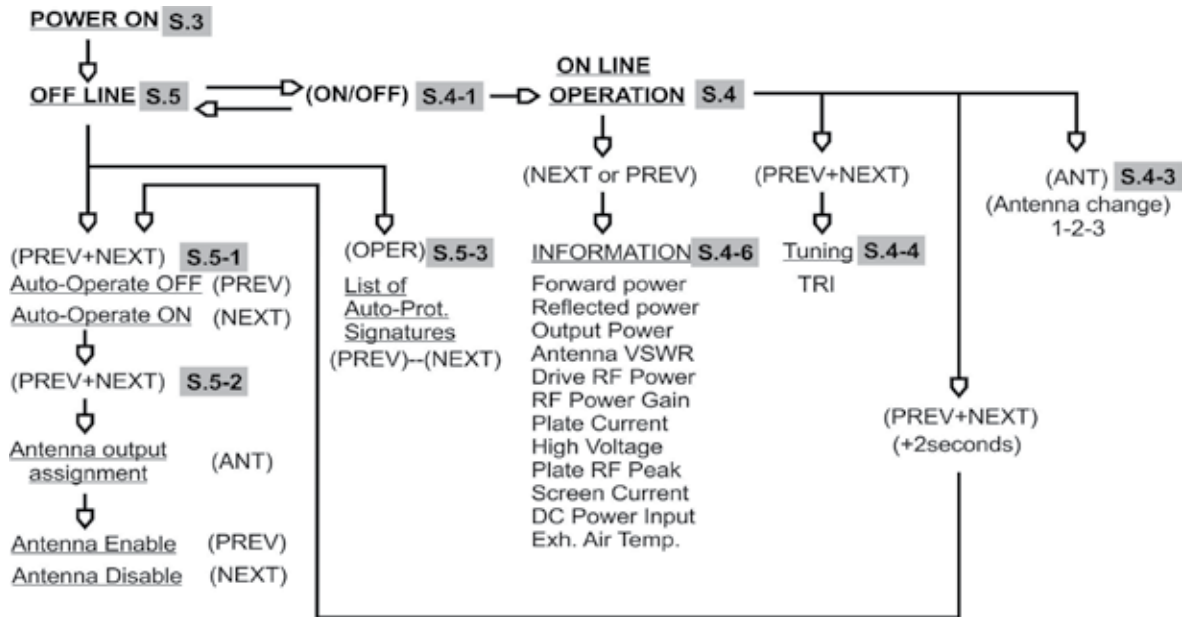 POWER ON S.3
OFF LINE S.5
(ON/OFF) S.4-1
ON LINE
OPERATION S.4
(PREV+NEXT) S.5-1
Auto-Operate OFF (PREV)
Auto-Operate ON (NEXT)
(PREV+NEXT) S.5-2
Antenna output
assignment (ANT)
Antenna Enable (PREV)
Antenna Disable (NEXT)
(OPER) S.5-3
List of
Auto-Prot.
Signatures
(PREV)--(NEXT)
(NEXT or PREV)
INFORMATION S.4-6
Forward power
Reflected power
Output Power
Antenna VSWR
Drive RF Power
RF Power Gain
Plate Current
High Voltage
Plate RF Peak
Screen Current
DC Power Input
Exh. Air Temp.
(PREV+NEXT)
Tuning S.4-4
TRI
(PREV+NEXT)
(+2seconds)
(ANT) S.4-3
(Antenna change)
1-2-3